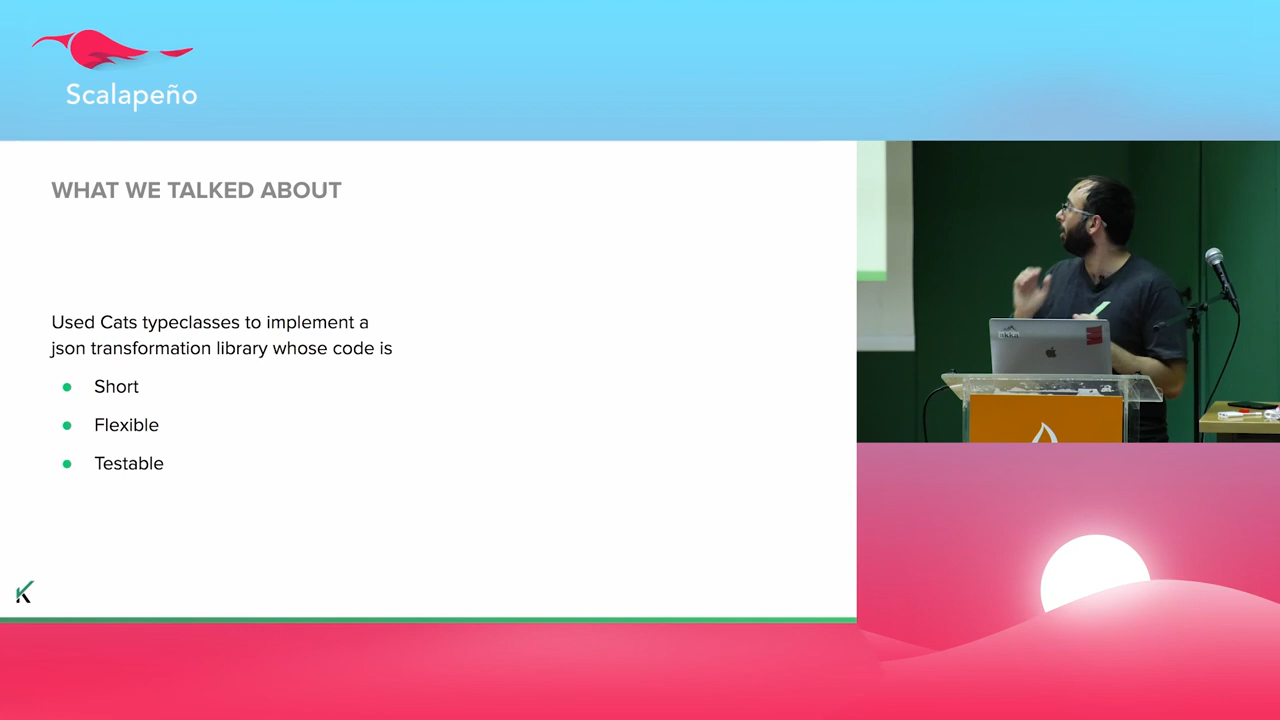 Scalapeño
WHAT WE TALKED ABOUT
Used Cats typeclasses to implement a
json transformation library whose code is
Short
Flexible
Testable
akka